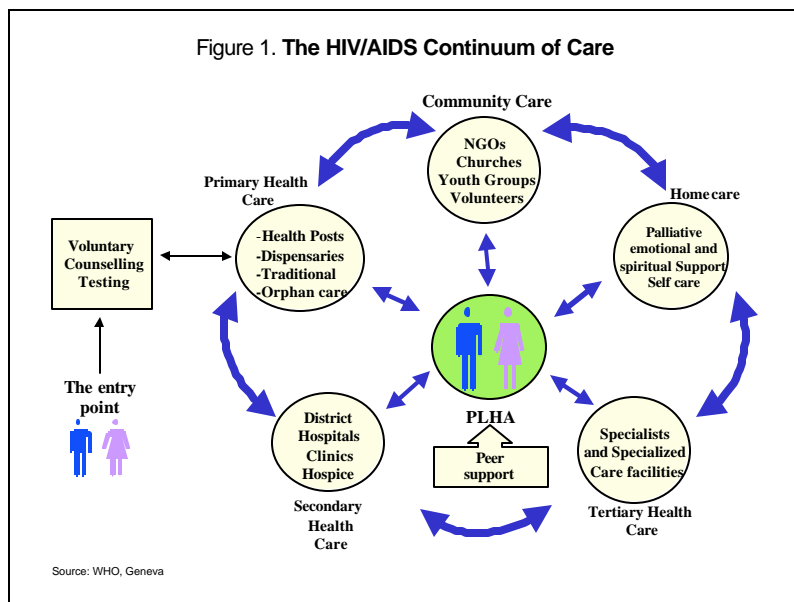 Figure 1. The HIV/AIDS Continuum of Care
Community Care
NGOs
Churches
Youth Groups
Volunteers
Primary Health
Care
-Health Posts
-Dispensaries
-Traditional
-Orphan care
Homecare
Palliative
emotional and
spiritual Support
Self care
Voluntary
Counselling
Testing
The entry
point
District
Hospitals
Clinics
Hospice
Secondary
Health
Care
PLHA
Peer
support
Specialists
and Specialized
Care facilities
Tertiary Health
Care
Source: WHO, Geneva